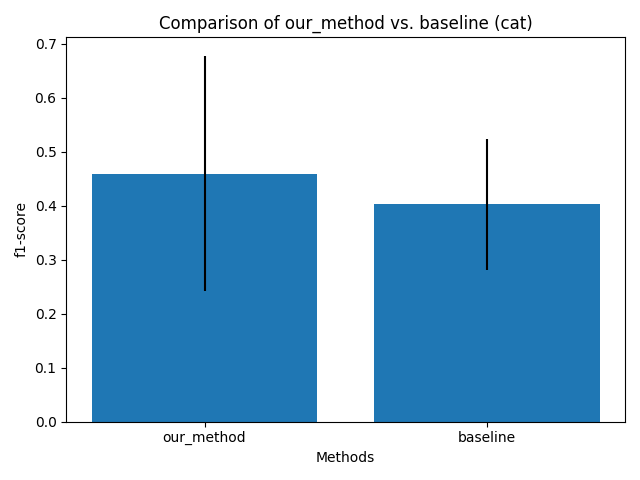 Comparison of our_method vs. baseline (cat)
0.7
0.6
0.5
0.4
0.3
0.2
0.1
0.0
f1-score
our_method
baseline
Methods